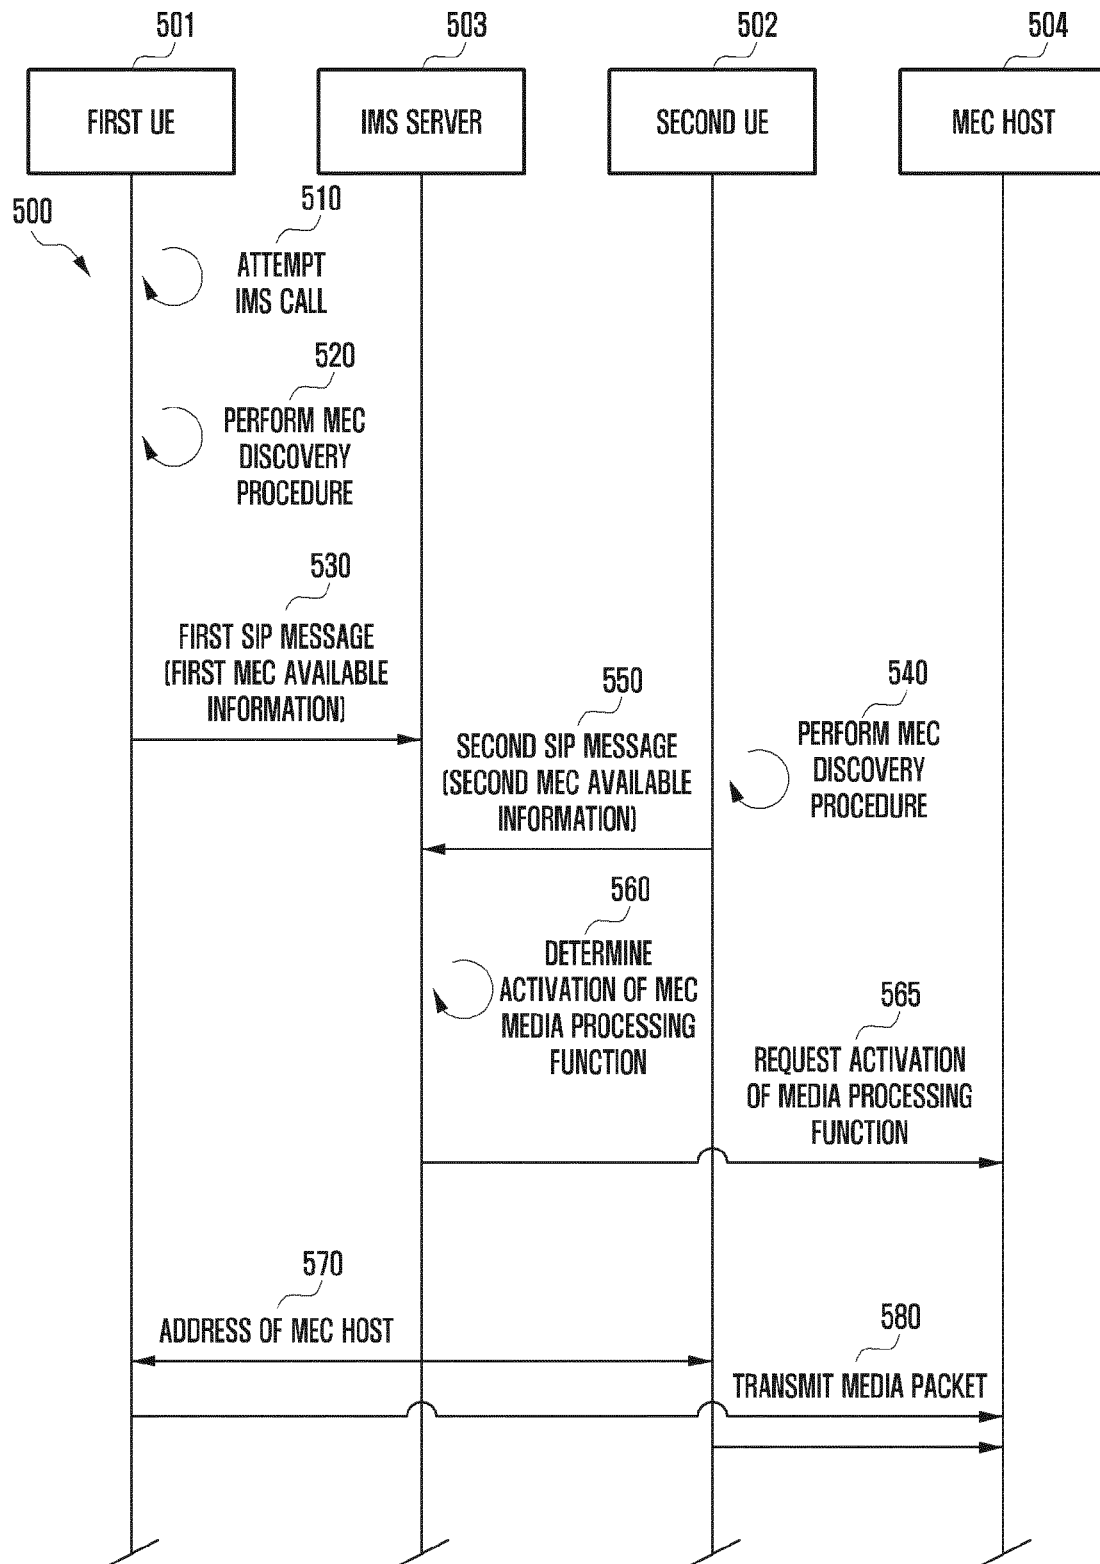 501
503
502
504
FIRST UE
IMS SERVER
SECOND UE
MEC HOST
500
510
ATTEMPT
IMS CALL
520
PERFORM MEC
DISCOVERY
PROCEDURE
530
FIRST SIP MESSAGE
(FIRST MEC AVAILABLE
INFORMATION)
550
SECOND SIP MESSAGE
(SECOND MEC AVAILABLE
INFORMATION)
540
PERFORM MEC
DISCOVERY
PROCEDURE
560
DETERMINE
ACTIVATION OF MEC
MEDIA PROCESSING
FUNCTION
565
REQUEST ACTIVATION
OF MEDIA PROCESSING
FUNCTION
570
ADDRESS OF MEC HOST
580
TRANSMIT MEDIA PACKET